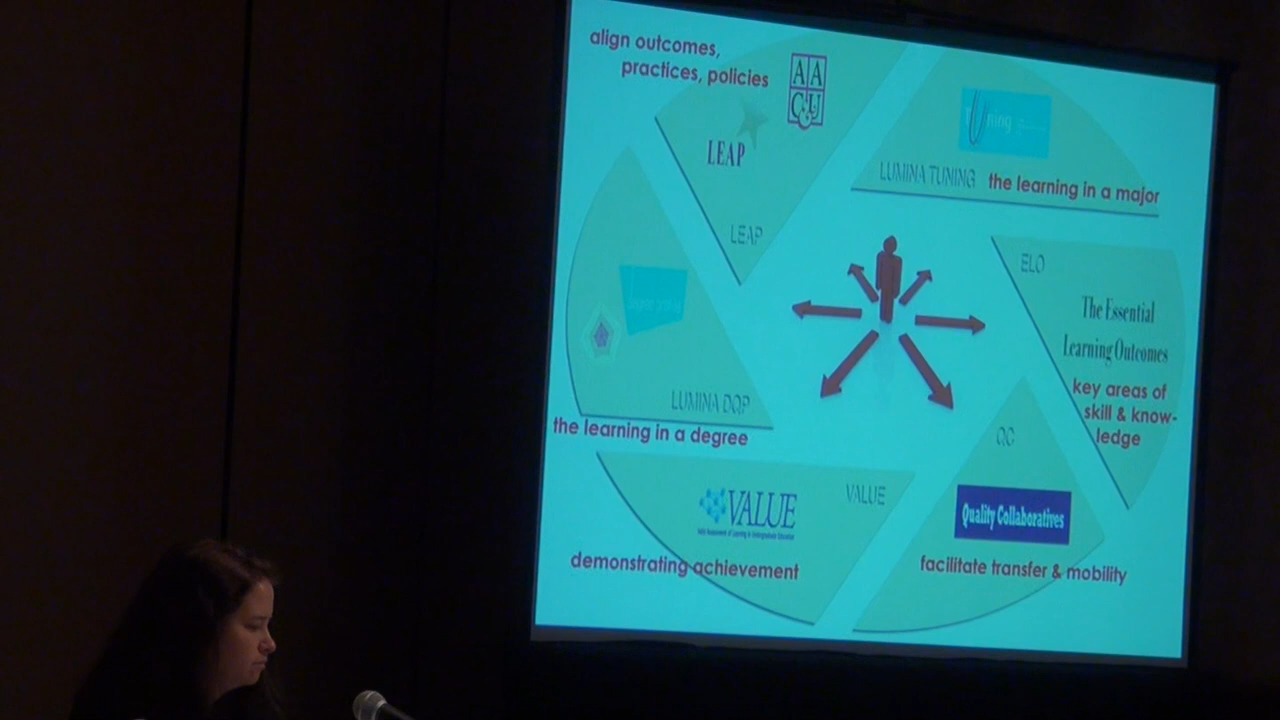 align outcomes,
practices, policies
AA
C&U
LEAP
LEAP
tuning
LUMINA TUNING the learning in a major
ELO
The Essential
Learning Outcomes
key areas of
skill & know-
ledge
LUMINA DQP
the learning in a degree
VALUE
VALUE
demonstrating achievement
QC
Quality Collaboratives
facilitate transfer & mobility